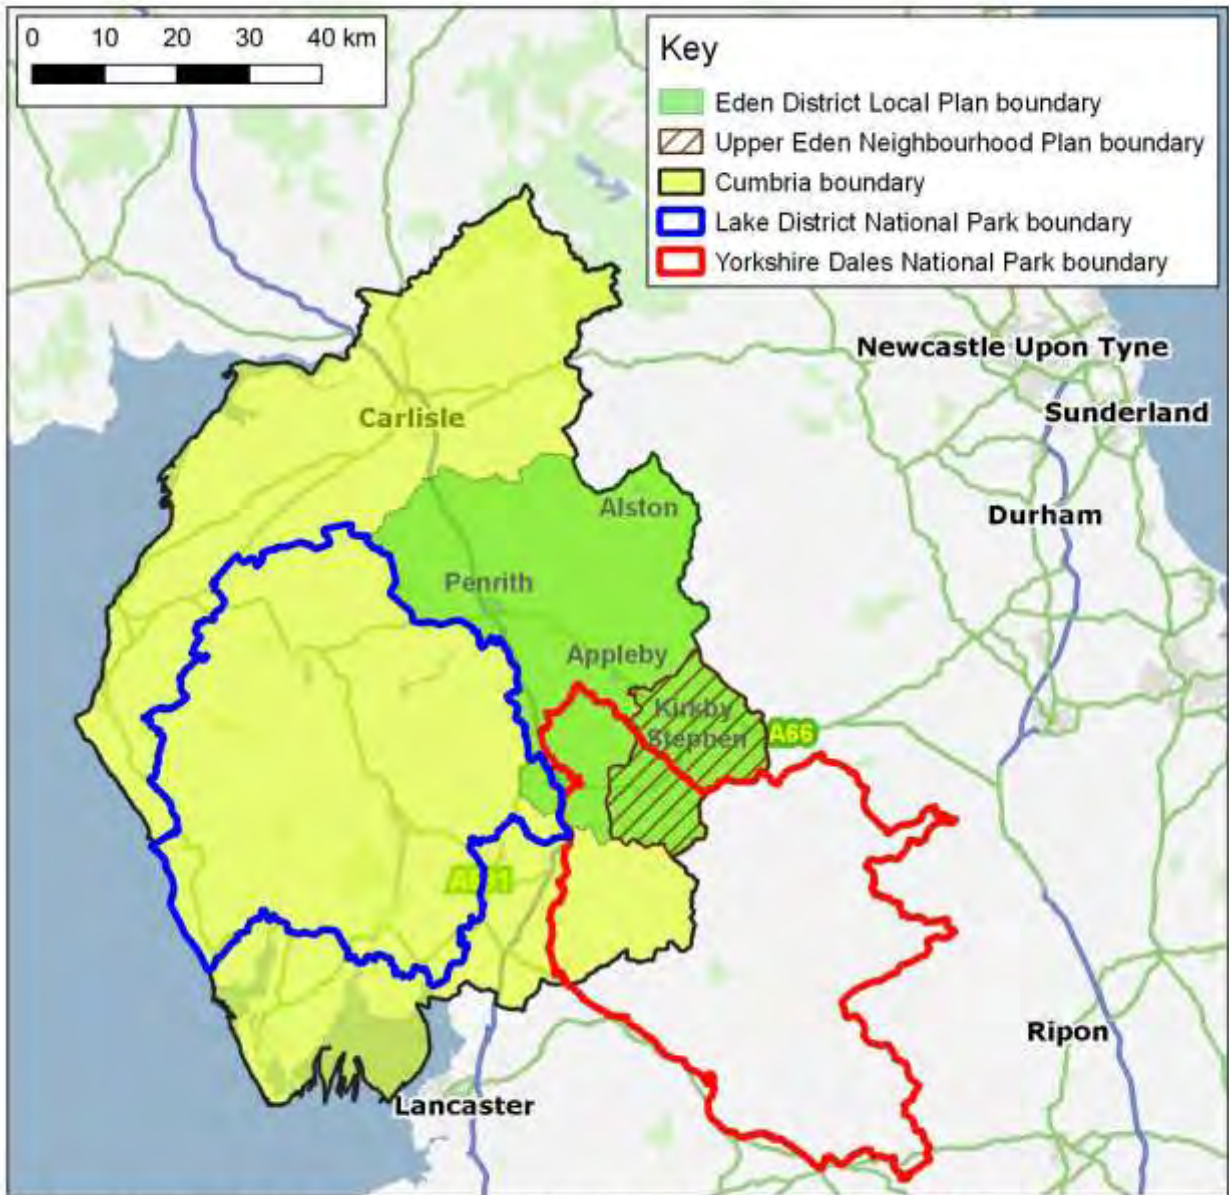 0 10 20 30 40 km
Key
Eden District Local Plan boundary
Upper Eden Neighbourhood Plan boundary
Cumbria boundary
Lake District National Park boundary
Yorkshire Dales National Park boundary
Newcastle Upon Tyne
Sunderland
Carlisle
Alston
Durham
Penrith
Appleby
Kirkby
Stephen
A66
Ripon
Lancaster